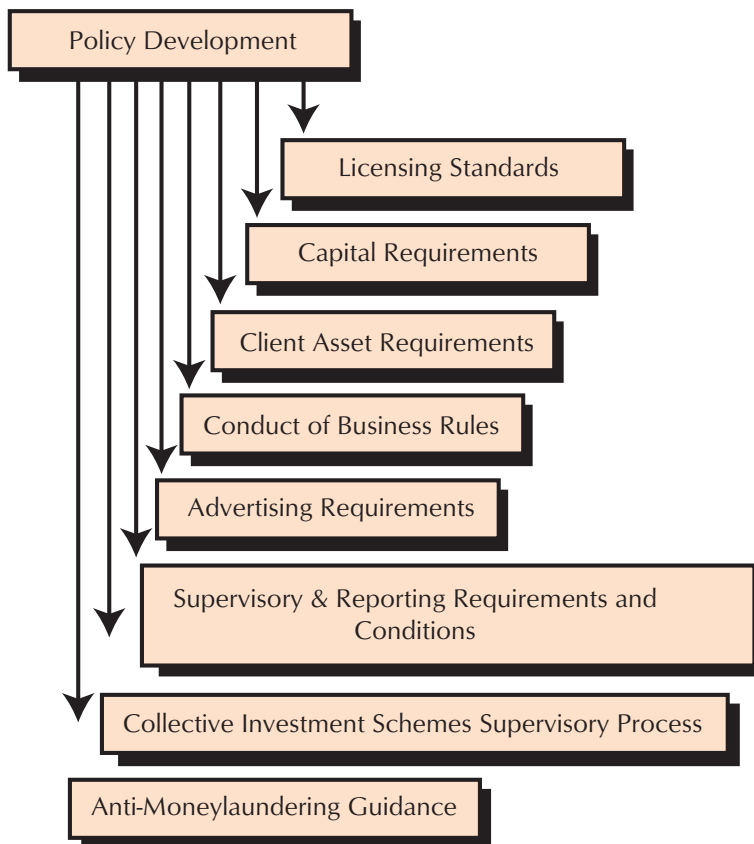 Policy Development
Licensing Standards
Capital Requirements
Client Asset Requirements
Conduct of Business Rules
Advertising Requirements
Supervisory & Reporting Requirements and
Conditions
Collective Investment Schemes Supervisory Process
Anti-Moneylaundering Guidance